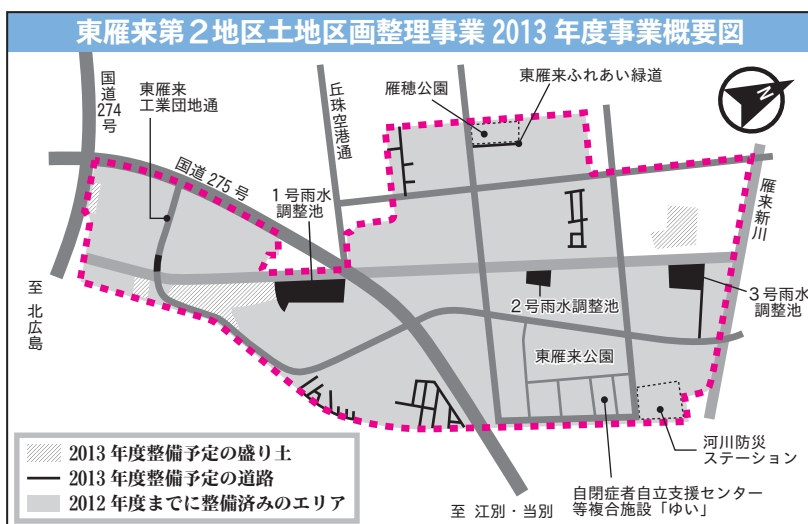 東雁来第２地区土地区画整理事業 2013 年度事業概要図
国道274号
東雁来
工業団地通
丘珠空港通
雁穂公園
東雁来ふれあい緑道
N
国道 275 号
1号雨水
調整池
雁来新川
至 北広島
2号雨水調整池
3号雨水
調整池
東雁来公園
2013 年度整備予定の盛り土
2013 年度整備予定の道路
2012 年度までに整備済みのエリア
河川防災
ステーション
自閉症者自立支援センター
等複合施設「ゆい」
至 江別・当別